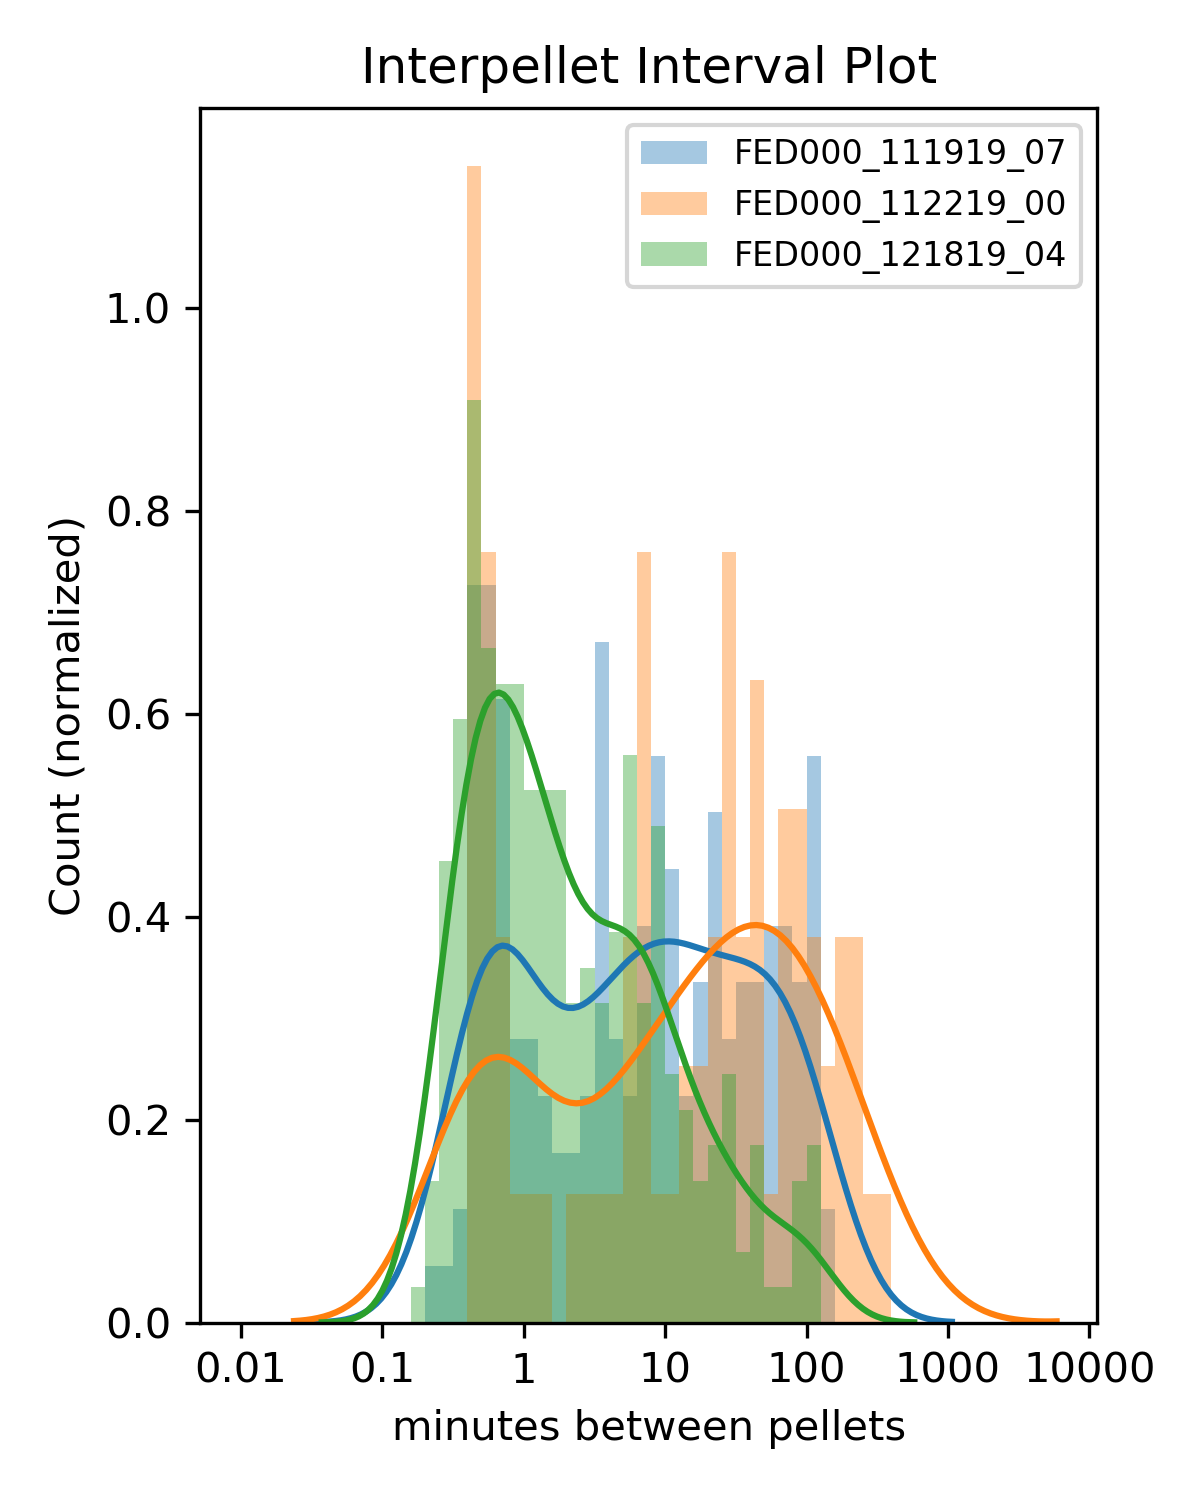 Interpellet Interval Plot
FED000_111919_07
FED000_112219_00
FED000_121819_04
1.0
0.8
0.6
0.4
0.2
0.0
Count (normalized)
0.01 0.1 1 10 100 1000 10000
minutes between pellets